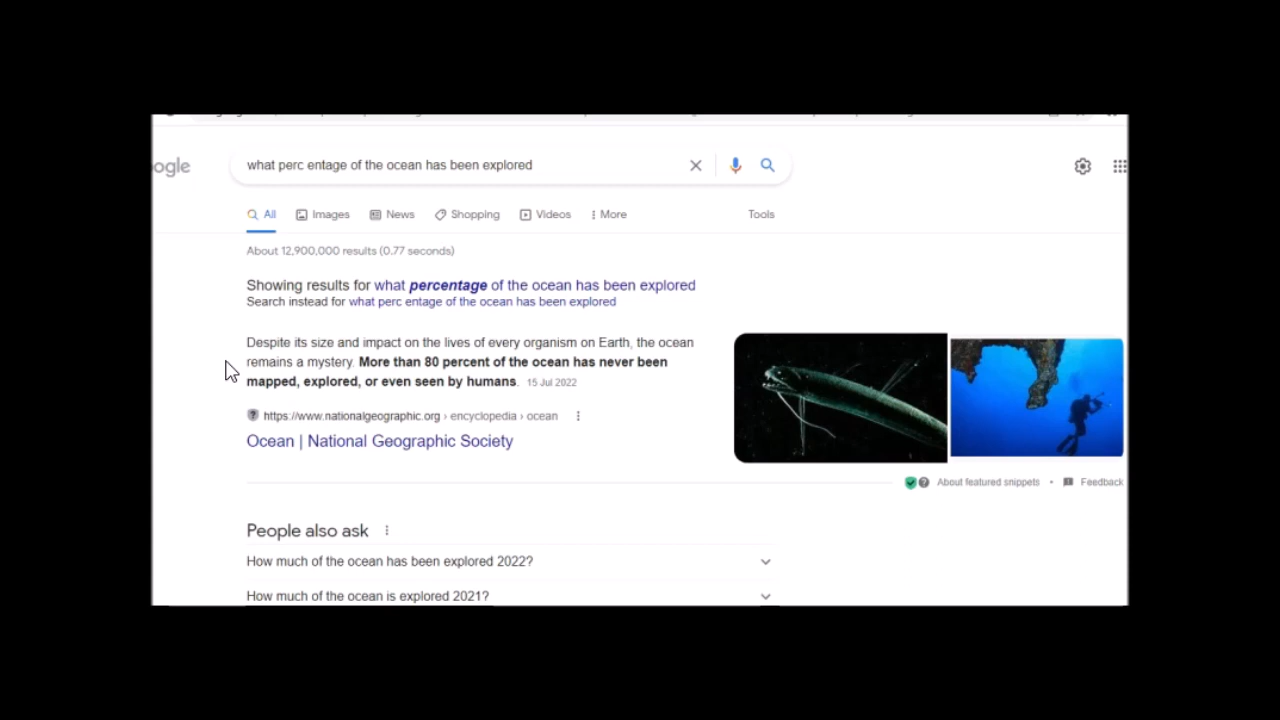 ogle
what perc entage of the ocean has been explored
All Images News Shopping Videos More Tools
About 12,900,000 results (0.77 seconds)
Showing results for what percentage of the ocean has been explored
Search instead for what perc entage of the ocean has been explored
Despite its size and impact on the lives of every organism on Earth, the ocean
remains a mystery. More than 80 percent of the ocean has never been
mapped, explored, or even seen by humans. 15 Jul 2022
https://www.nationalgeographic.org › encyclopedia › ocean
Ocean | National Geographic Society
About featured snippets • Feedback
People also ask
How much of the ocean has been explored 2022?
How much of the ocean is explored 2021?